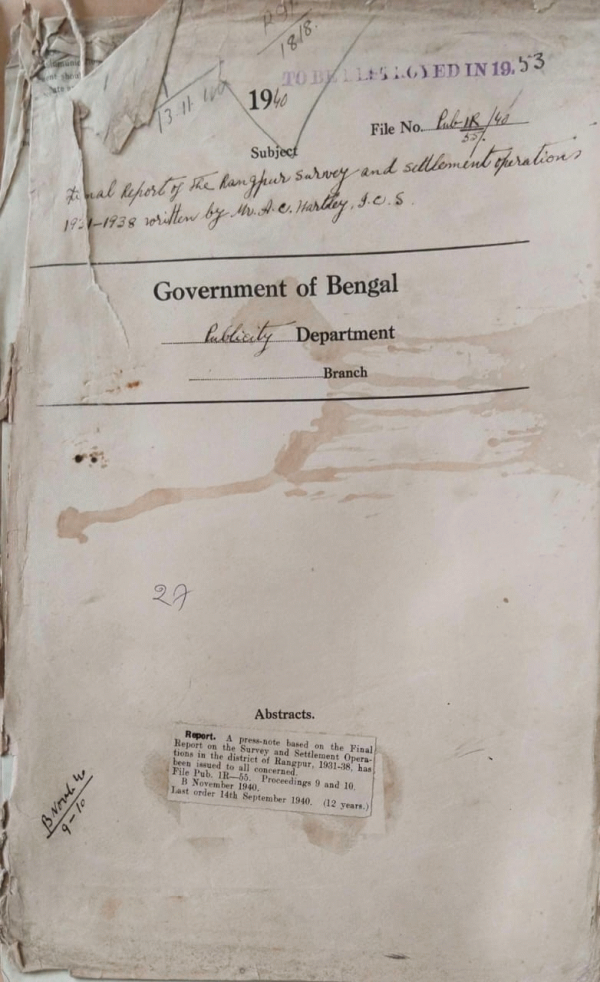 1818.
TO BE DESTROYED IN 19.53
13-11
1940
File No. Pub 1R/40
55
Subject
Final Report of the Rangpur survey and settlement operations
1931-1938 written by Mr. A.C. Hartley, I.C.S.
Government of Bengal
Publicity Department
Branch
27
Abstracts.
Report. A press-note based on the Final
Report on the Survey and Settlement Opera-
tions in the district of Rangpur, 1931-38, has
been issued to all concerned.
File Pub. 1R—55. Proceedings 9 and 10.
B November 1940.
Last order 14th September 1940. (12 years.)
B Novr 40
9-10